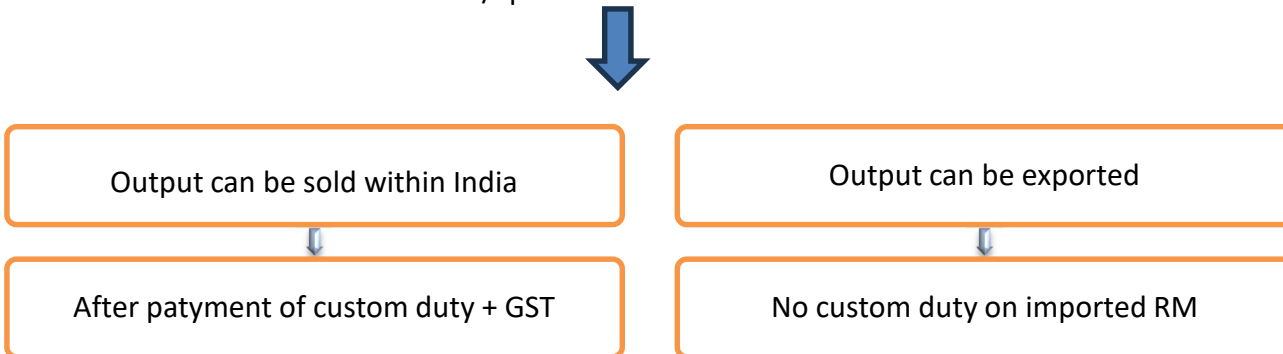 Output can be sold within India
Output can be exported
After patyment of custom duty + GST
No custom duty on imported RM